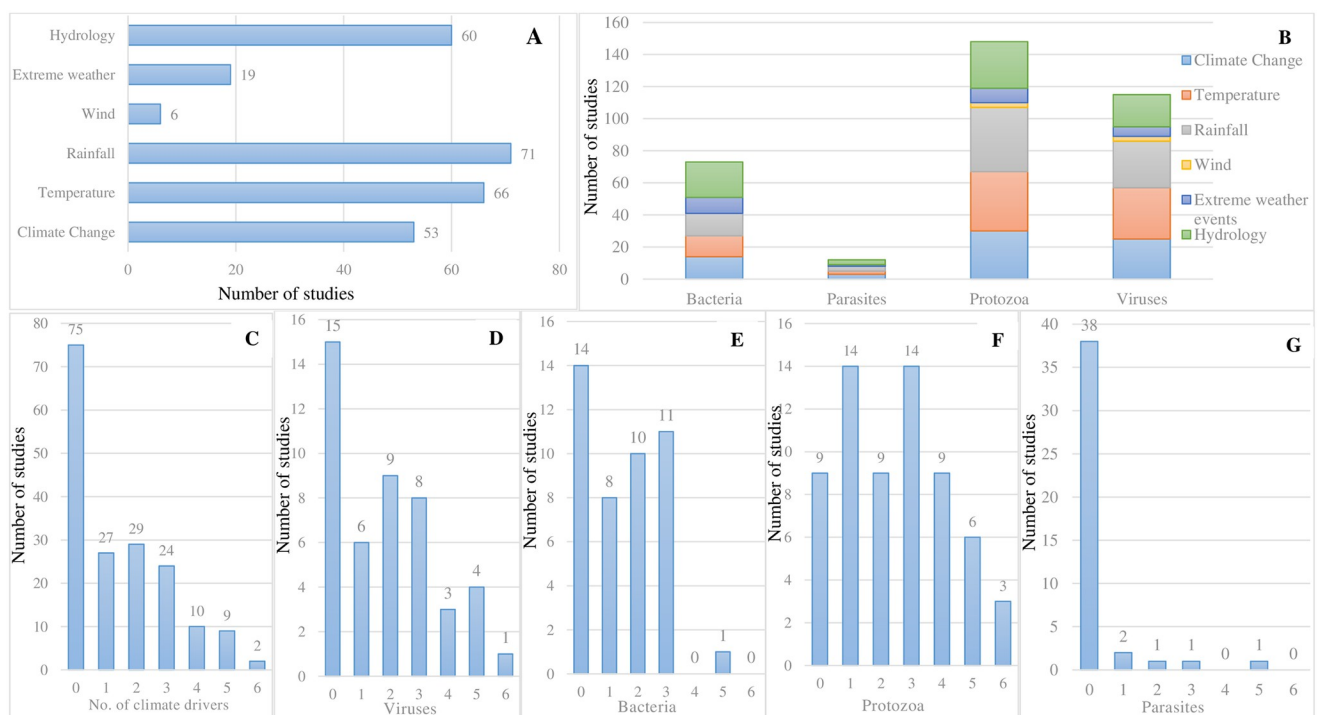 A
Hydrology 60
Extreme weather 19
Wind 6
Rainfall 71
Temperature 66
Climate Change 53
0 20 40 60 80
Number of studies
B
Number of studies
160
140
120
100
80
60
40
20
0
Bacteria Parasites Protozoa Viruses
Climate Change
Temperature
Rainfall
Wind
Extreme weather
events
Hydrology
C
Number of studies
80
70
60
50
40
30
20
10
0
75 27 29 24 10 9 2
0 1 2 3 4 5 6
No. of climate drivers
D
Number of studies
16
14
12
10
8
6
4
2
0
15 6 9 8 3 4 1
0 1 2 3 4 5 6
Viruses
E
Number of studies
16
14
12
10
8
6
4
2
0
14 8 10 11 0 1 0
0 1 2 3 4 5 6
Bacteria
F
Number of studies
16
14
12
10
8
6
4
2
0
9 14 9 14 9 6 3
0 1 2 3 4 5 6
Protozoa
G
Number of studies
40
35
30
25
20
15
10
5
0
38 2 1 1 0 1 0
0 1 2 3 4 5 6
Parasites